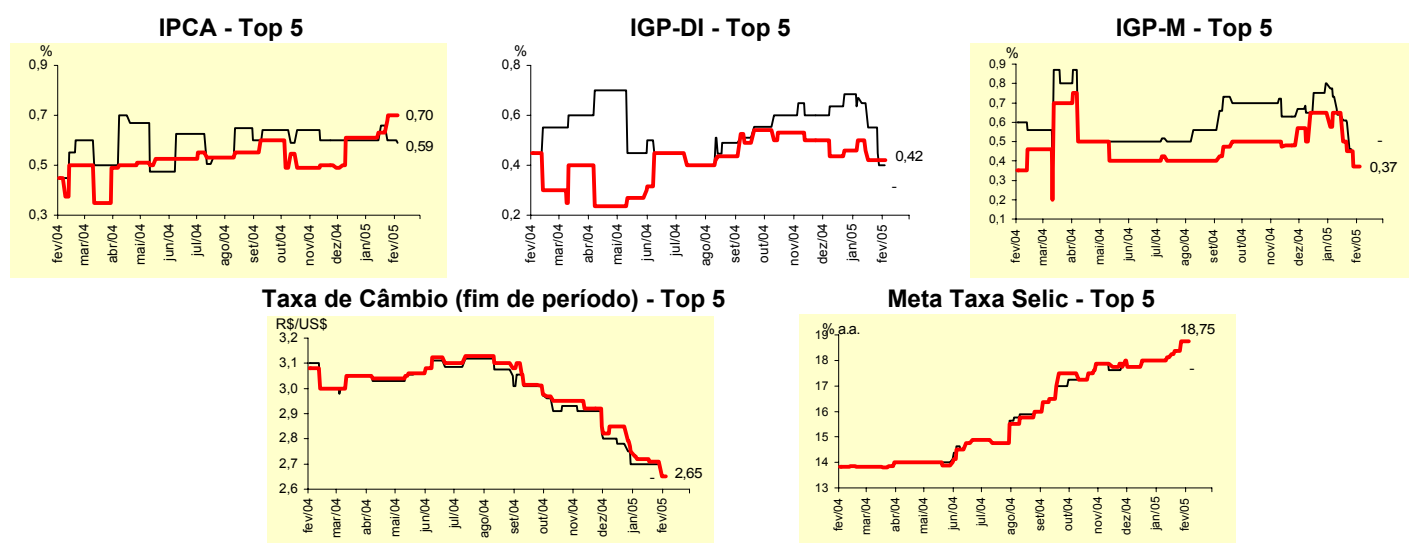 IPCA - Top 5
%
0,9
0,7
0,5
0,3
0,70
0,59
fev/04
mar/04
abr/04
mai/04
jun/04
jul/04
ago/04
set/04
out/04
nov/04
dez/04
jan/05
fev/05
IGP-DI - Top 5
%
0,8
0,6
0,4
0,2
0,42
-
fev/04
mar/04
abr/04
mai/04
jun/04
jul/04
ago/04
set/04
out/04
nov/04
dez/04
jan/05
fev/05
IGP-M - Top 5
%
0,9
0,8
0,7
0,6
0,5
0,4
0,3
0,2
0,1
-
0,37
fev/04
mar/04
abr/04
mai/04
jun/04
jul/04
ago/04
set/04
out/04
nov/04
dez/04
jan/05
fev/05
Taxa de Câmbio (fim de período) - Top 5
R$/US$
3,2
3,1
3,0
2,9
2,8
2,7
2,6
- 2,65
fev/04
mar/04
abr/04
mai/04
jun/04
jul/04
ago/04
set/04
out/04
nov/04
dez/04
jan/05
fev/05
Meta Taxa Selic - Top 5
% a.a.
19
18
17
16
15
14
13
18,75
-
fev/04
mar/04
abr/04
mai/04
jun/04
jul/04
ago/04
set/04
out/04
nov/04
dez/04
jan/05
fev/05